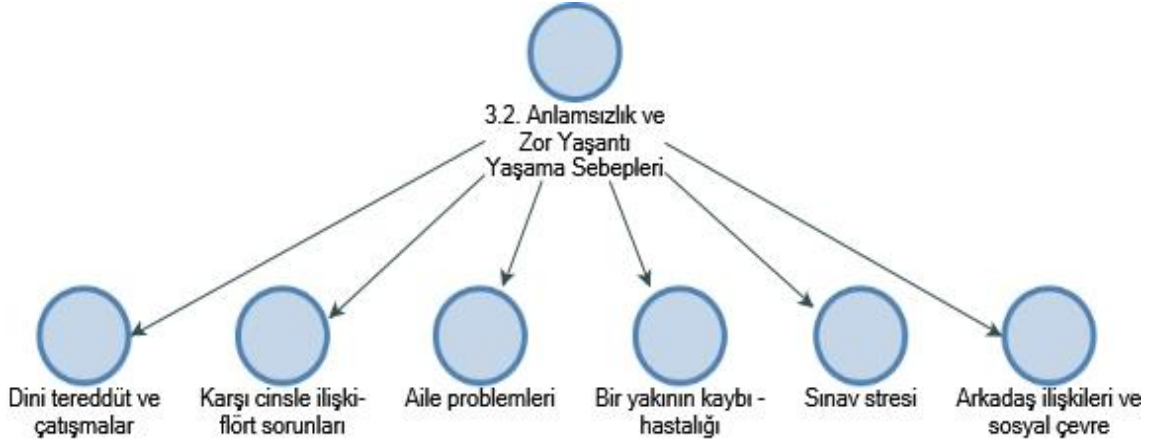 3.2. Anlamsızlık ve
Zor Yaşantı
Yaşama Sebepleri
Dini tereddüt ve
çatışmalar
Karşı cinsle ilişki-
flört sorunları
Aile problemleri
Bir yakının kaybı -
hastalığı
Sınav stresi
Arkadaş ilişkileri ve
sosyal çevre